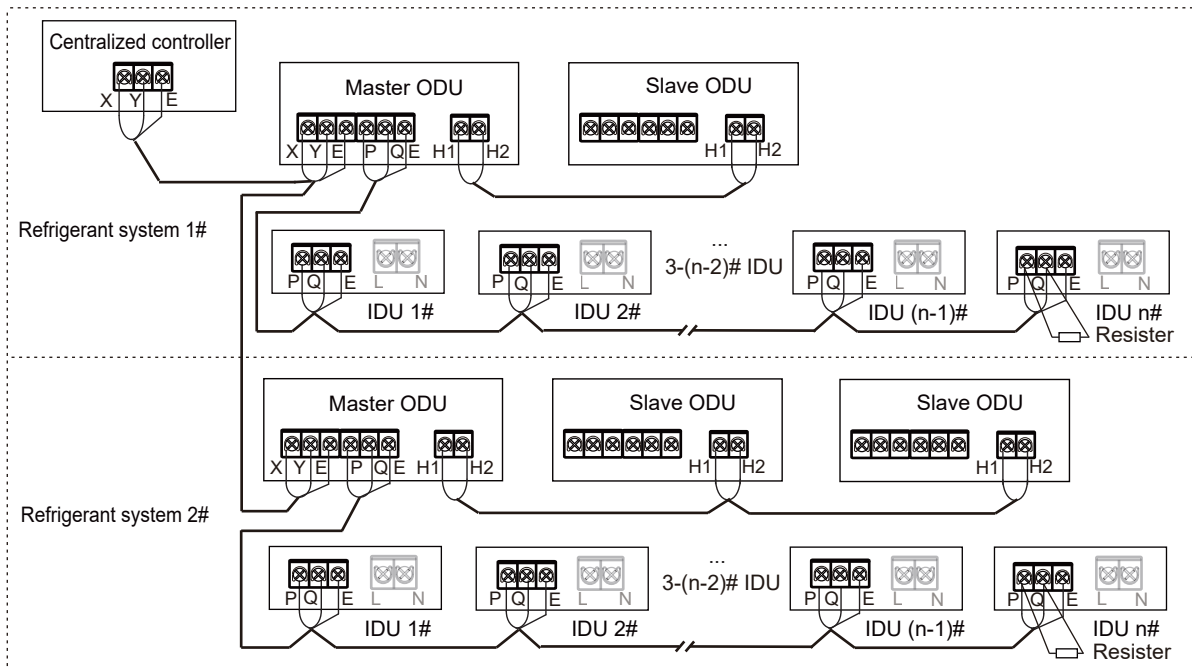 Centralized controller
X Y E
Master ODU
X Y E P Q E H1 H2
Slave ODU
H1 H2
Refrigerant system 1#
P Q E L N
IDU 1#
P Q E L N
IDU 2#
...
3-(n-2)# IDU
P Q E L N
IDU (n-1)#
P Q E L N
IDU n#
Resister
Master ODU
X Y E P Q E H1 H2
Slave ODU
H1 H2
Slave ODU
H1 H2
Refrigerant system 2#
P Q E L N
IDU 1#
P Q E L N
IDU 2#
...
3-(n-2)# IDU
P Q E L N
IDU (n-1)#
P Q E L N
IDU n#
Resister